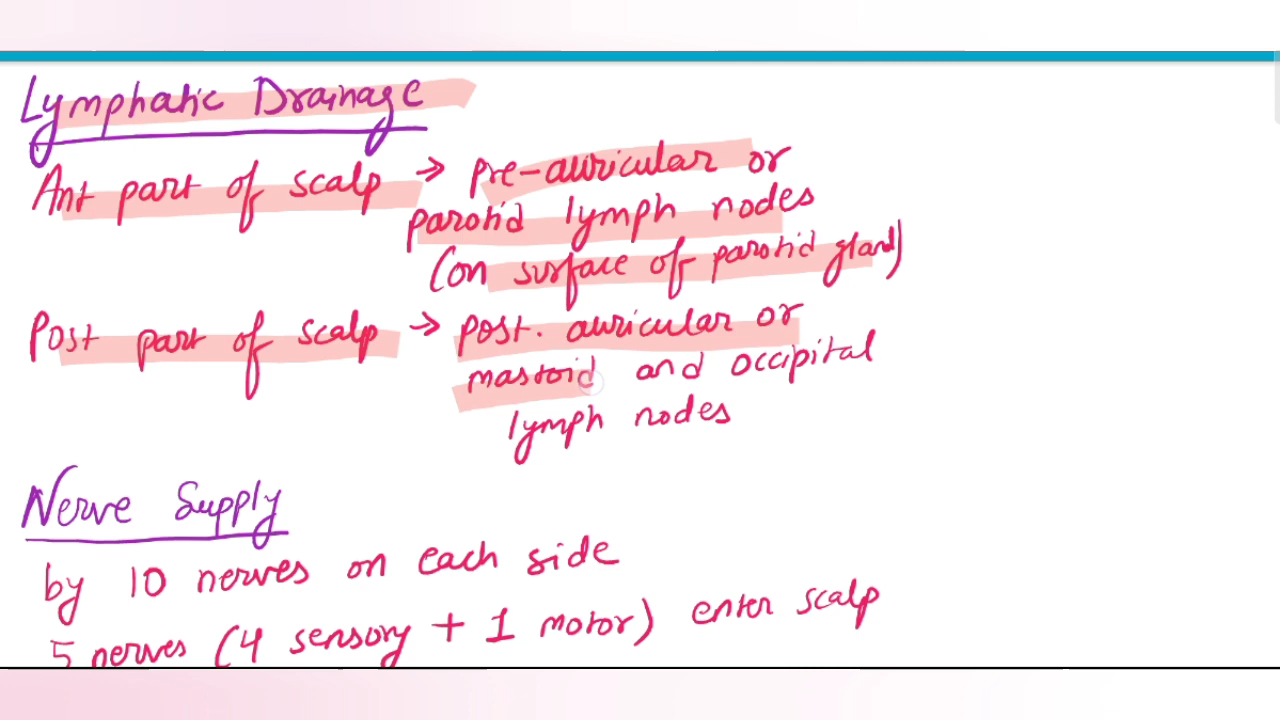 Lymphatic Drainage
Ant part of scalp → pre-auricular or
parotid lymph nodes
(on surface of parotid gland)
Post part of scalp → post. auricular or
mastoid and occipital
lymph nodes
Nerve Supply
by 10 nerves on each side
5 nerves (4 sensory + 1 motor) enter scalp